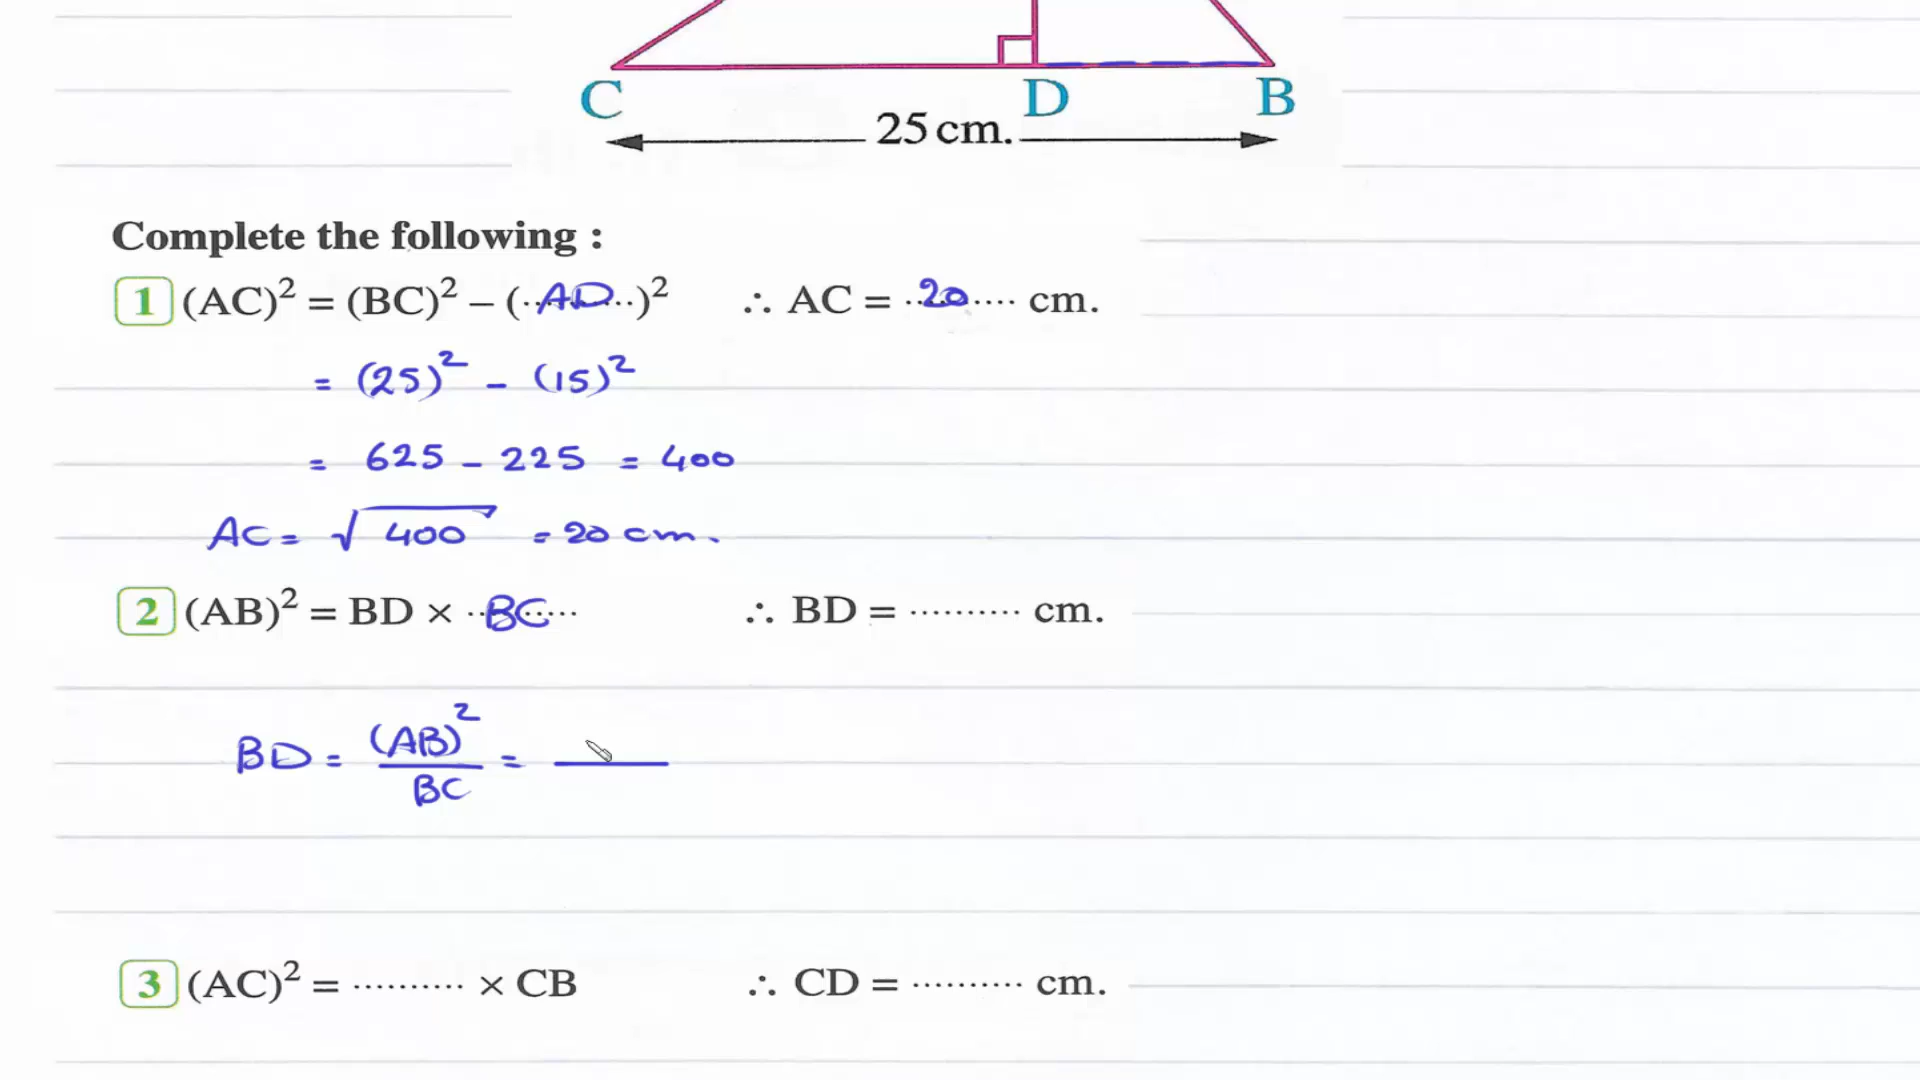 C D B
25 cm.
Complete the following :
1 (AC)² = (BC)² – (···AD···)² ∴ AC = ···20···· cm.
= (25)² - (15)²
= 625 - 225 = 400
AC = √400 = 20 cm.
2 (AB)² = BD × ··BC··· ∴ BD = ·········· cm.
BD = (AB)²/BC =
3 (AC)² = ·········· × CB ∴ CD = ·········· cm.